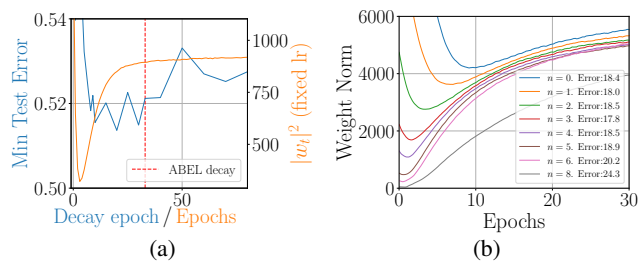 0.54
0.52
0.50
Min Test Error
1000
750
500
|w_t|^2 (fixed lr)
ABEL decay
0
50
Decay epoch / Epochs
(a)
6000
4000
2000
0
Weight Norm
n = 0. Error:18.4
n = 1. Error:18.0
n = 2. Error:18.5
n = 3. Error:17.8
n = 4. Error:18.5
n = 5. Error:18.9
n = 6. Error:20.2
n = 8. Error:24.3
0
10
20
30
Epochs
(b)